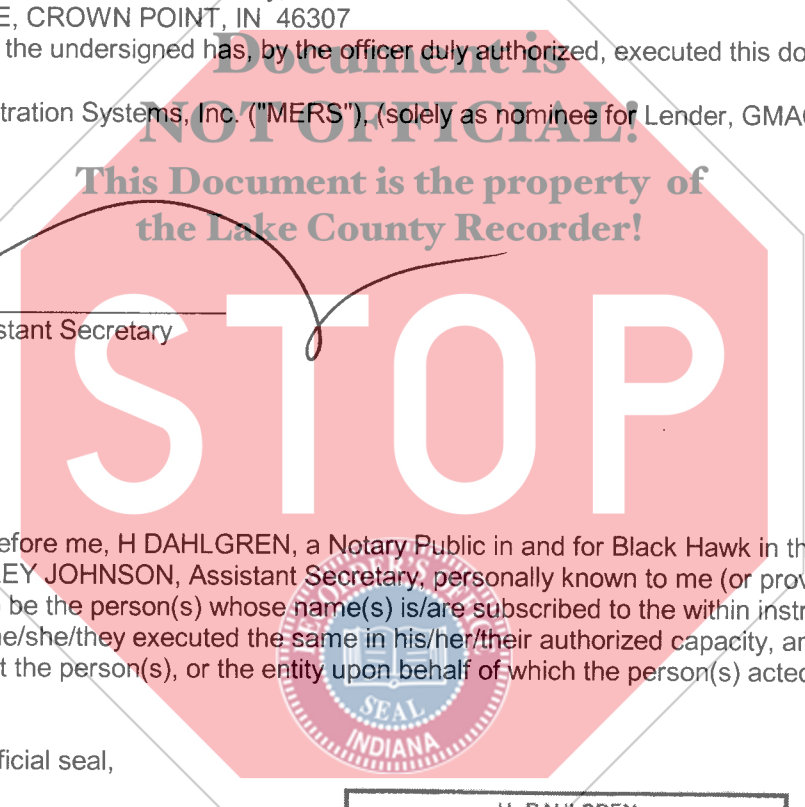 E, CROWN POINT, IN 46307
the undersigned has, by the officer duly authorized, executed this do
Document is
tration Systems, Inc. ("MERS"), (solely as nominee for Lender, GMA
NOT OFFICIAL!
This Document is the property of
the Lake County Recorder!
stant Secretary
STOP
efore me, H DAHLGREN, a Notary Public in and for Black Hawk in th
EY JOHNSON, Assistant Secretary, personally known to me (or prov
be the person(s) whose name(s) is/are subscribed to the within instr
e/she/they executed the same in his/her/their authorized capacity, an
t the person(s), or the entity upon behalf of which the person(s) acted
RECORDER'S OFFICE
SEAL
INDIANA
ficial seal,
H. DAHLGREN